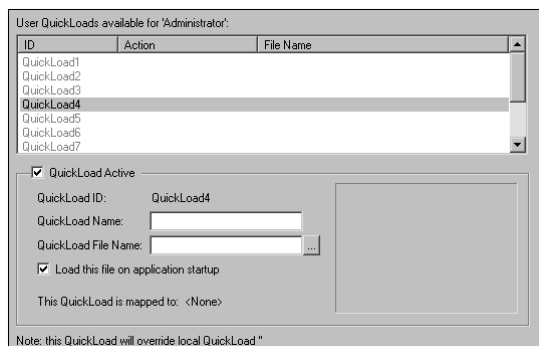 User QuickLoads available for 'Administrator':
ID Action File Name
QuickLoad1
QuickLoad2
QuickLoad3
QuickLoad4
QuickLoad5
QuickLoad6
QuickLoad7
QuickLoad Active
QuickLoad ID: QuickLoad4
QuickLoad Name:
QuickLoad File Name: ...
Load this file on application startup
This QuickLoad is mapped to: <None>
Note: this QuickLoad will override local QuickLoad ''